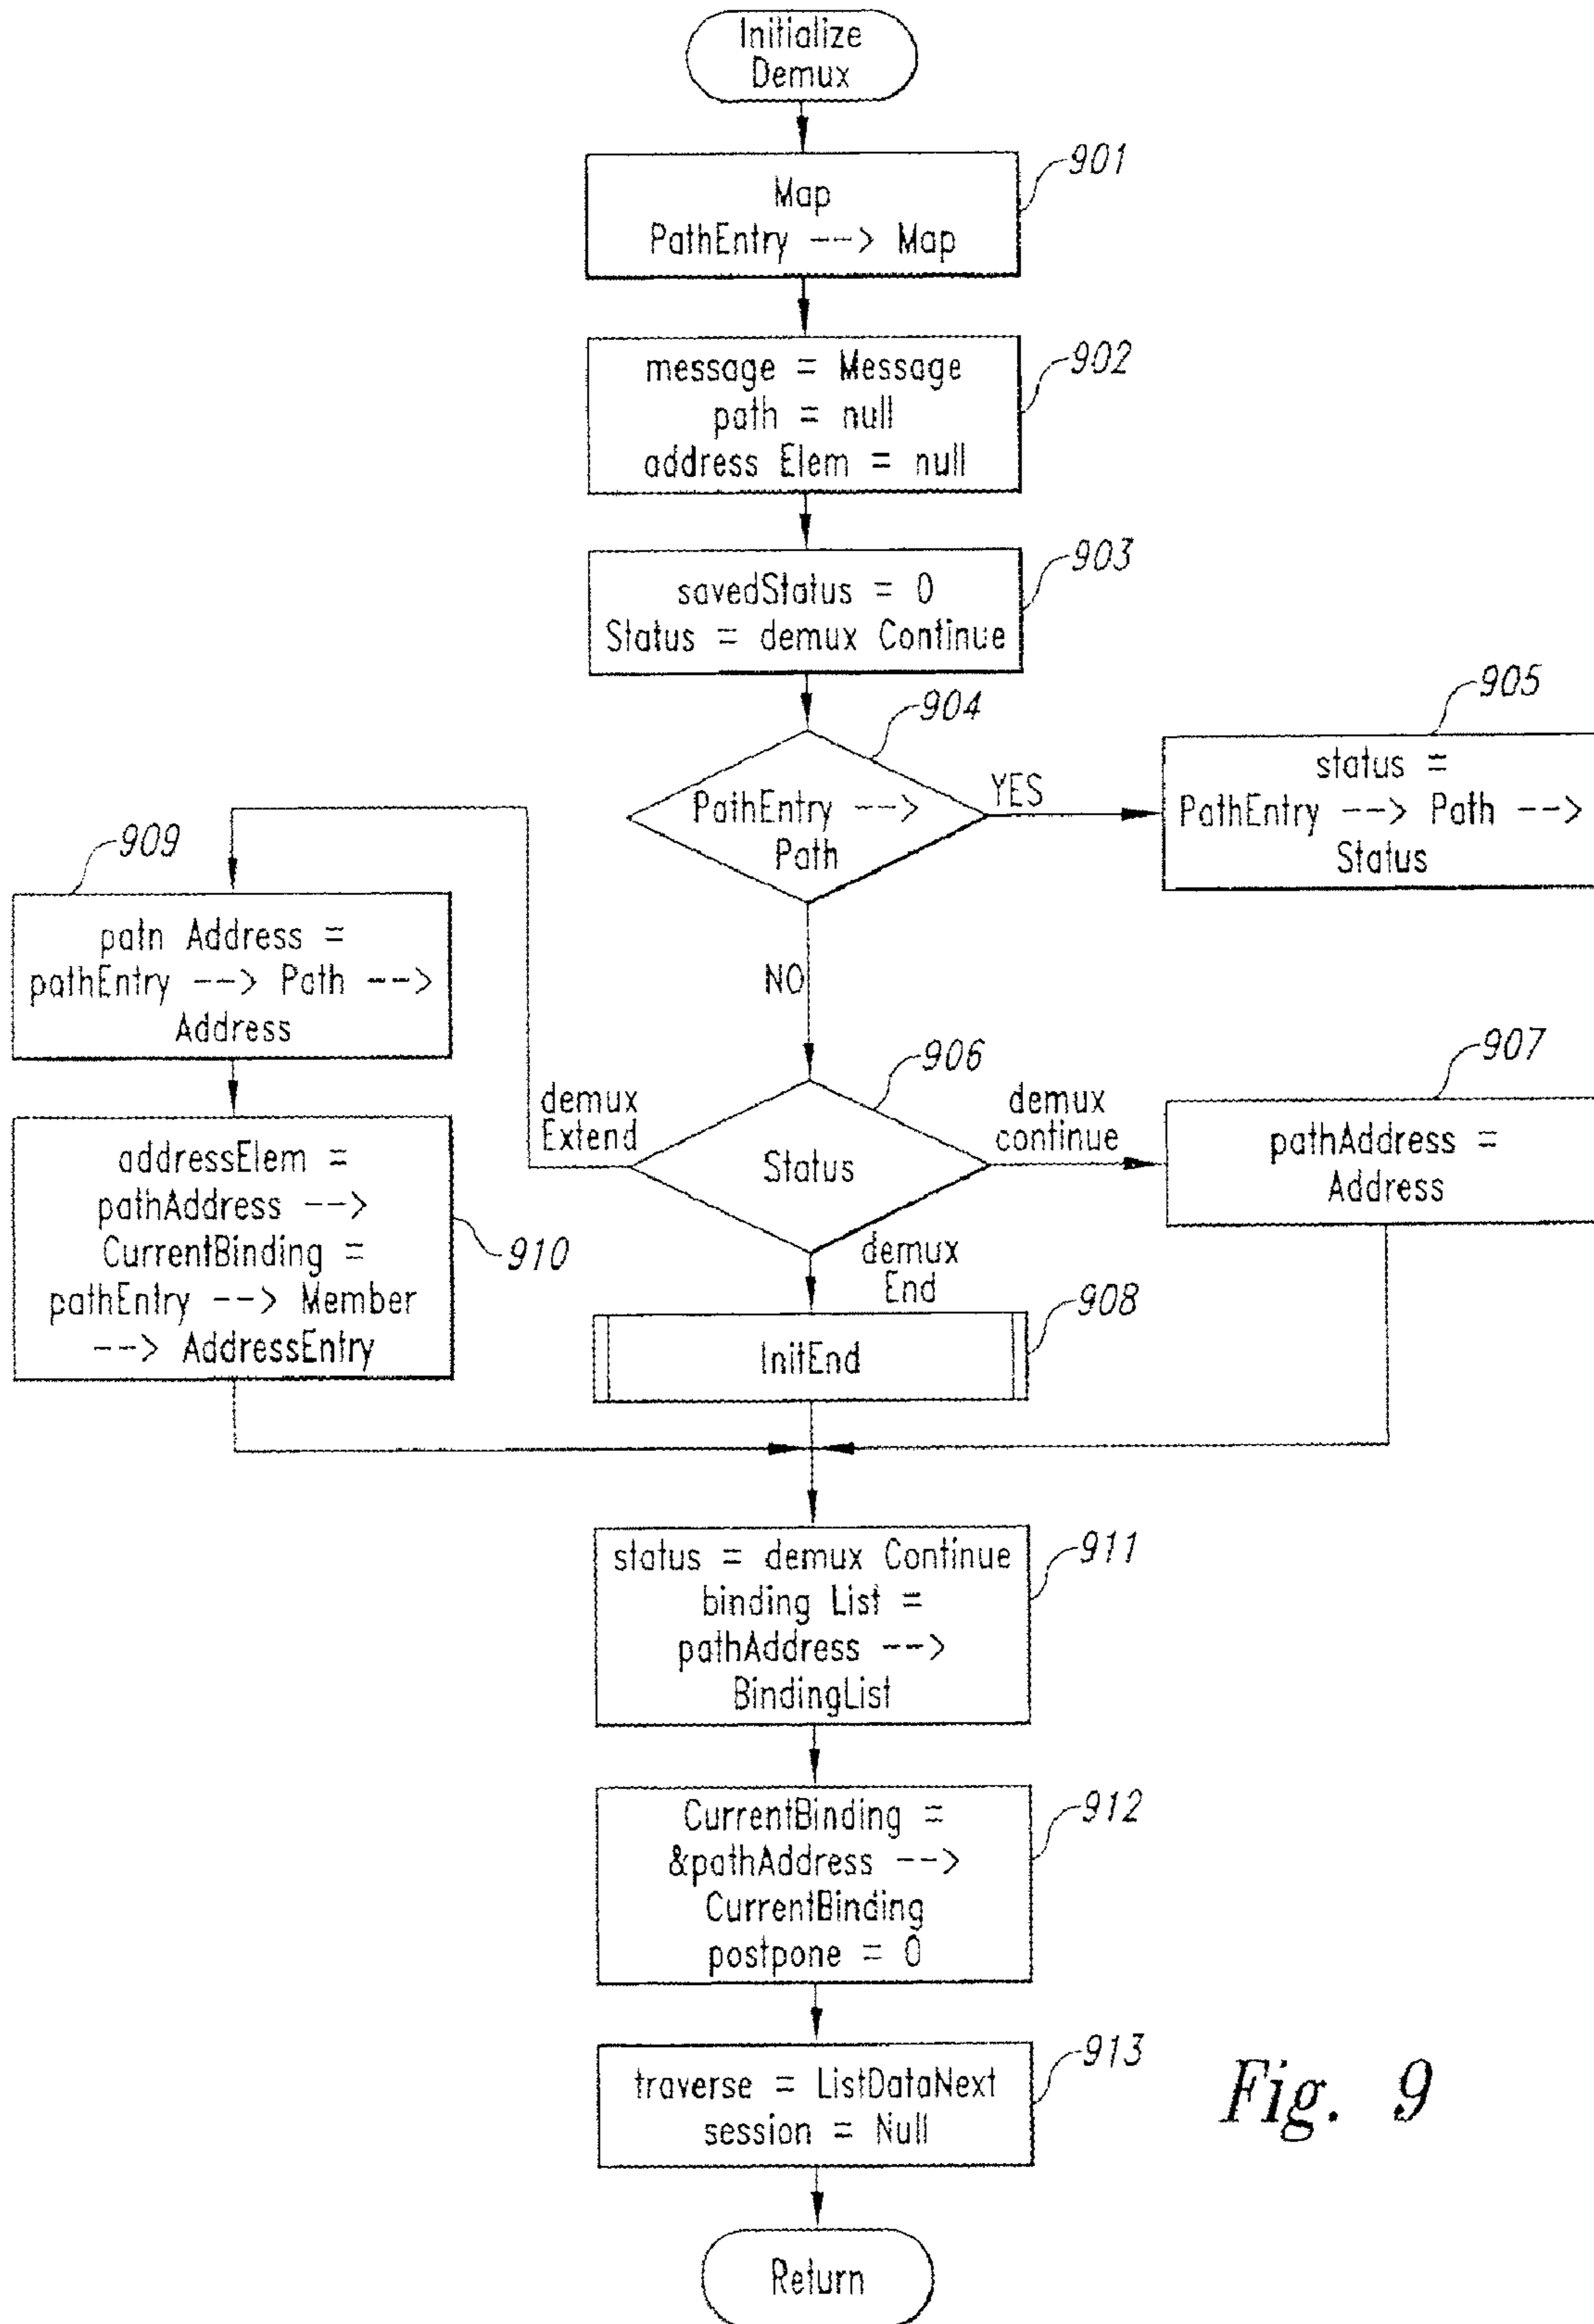 Initialize
Demux
901
Map
PathEntry --> Map
902
message = Message
path = null
address Elem = null
903
savedStatus = 0
Status = demux Continue
904
PathEntry -->
Path
YES
905
status =
PathEntry --> Path -->
Status
NO
909
patn Address =
pathEntry --> Path -->
Address
906
Status
demux
Extend
demux
continue
907
pathAddress =
Address
910
addressElem =
pathAddress -->
CurrentBinding =
pathEntry --> Member
--> AddressEntry
demux
End
908
InitEnd
911
status = demux Continue
binding List =
pathAddress -->
BindingList
912
CurrentBinding =
&pathAddress -->
CurrentBinding
postpone = 0
913
traverse = ListDataNext
session = Null
Return
Fig. 9